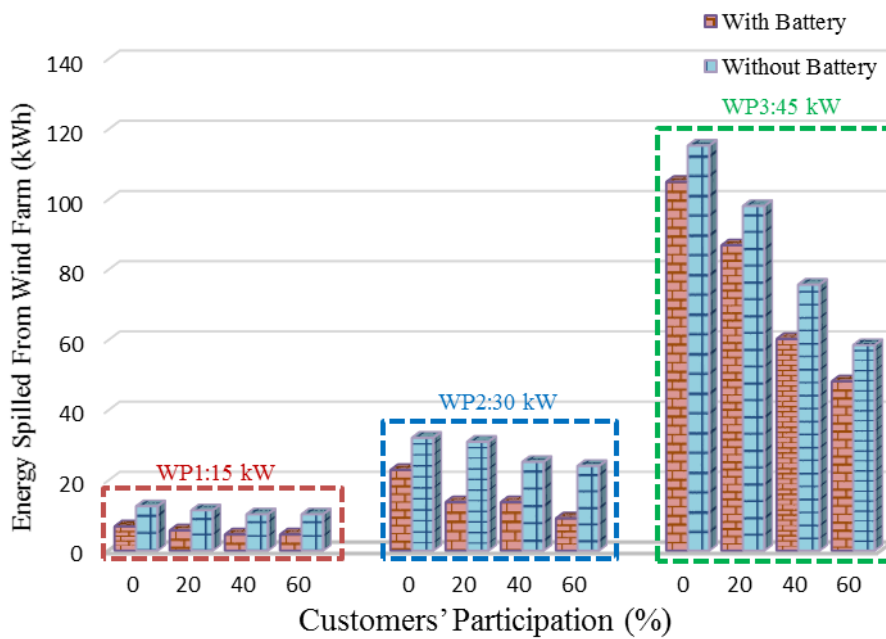 With Battery
Without Battery
140
120
100
80
60
40
20
0
Energy Spilled From Wind Farm (kWh)
WP1:15 kW
WP2:30 kW
WP3:45 kW
0 20 40 60 0 20 40 60 0 20 40 60
Customers' Participation (%)